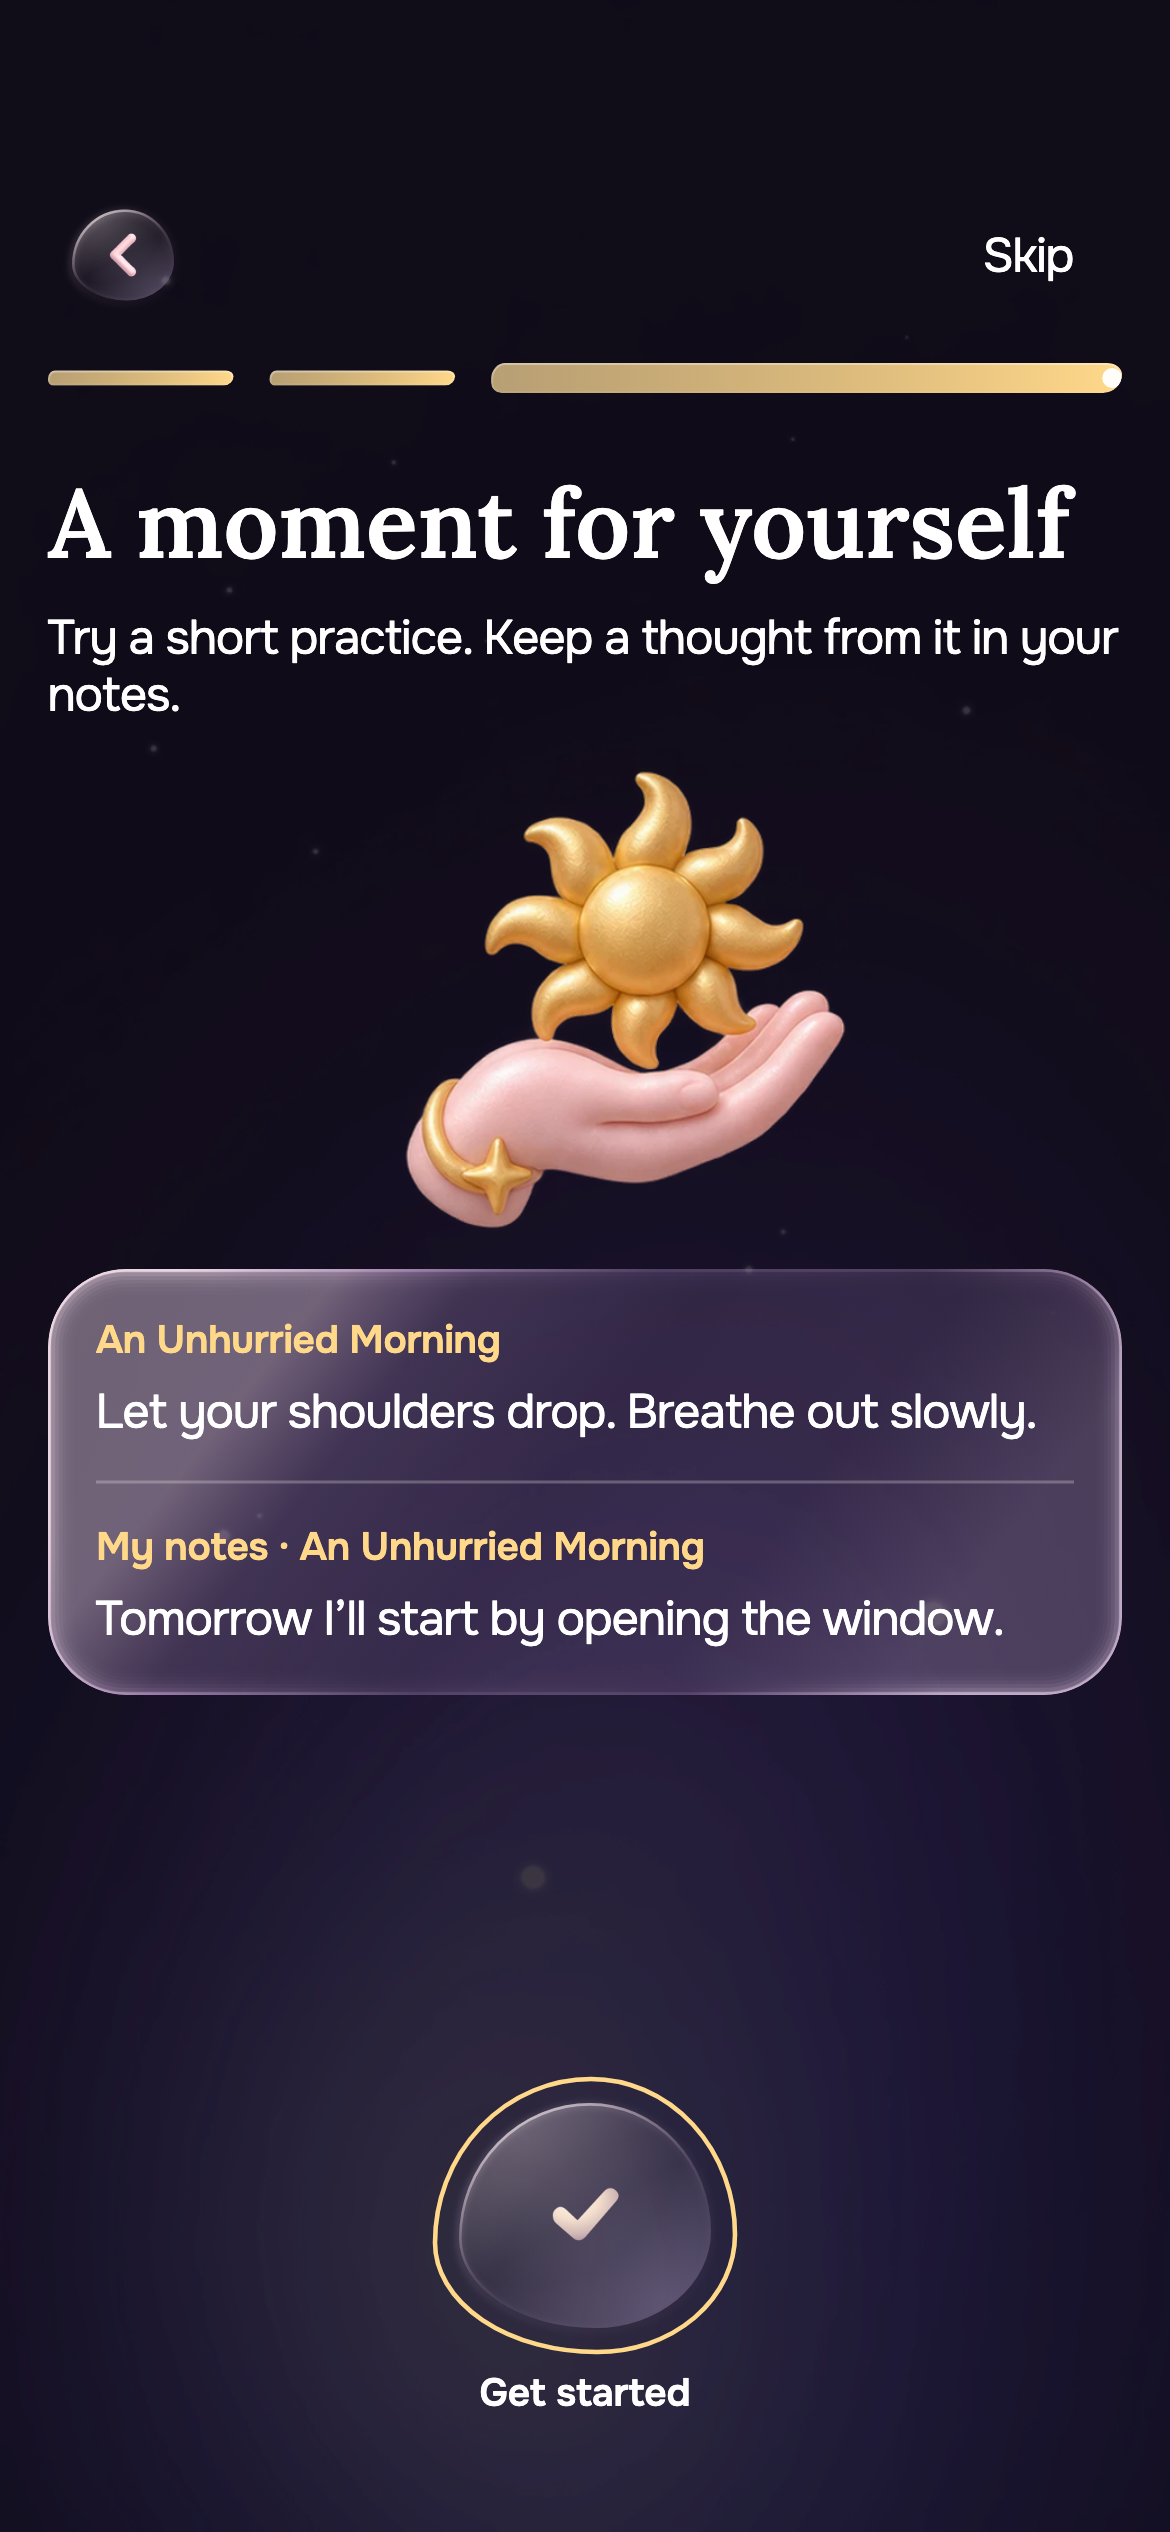 Skip
A moment for yourself
Try a short practice. Keep a thought from it in your
notes.
An Unhurried Morning
Let your shoulders drop. Breathe out slowly.
My notes · An Unhurried Morning
Tomorrow I’ll start by opening the window.
Get started